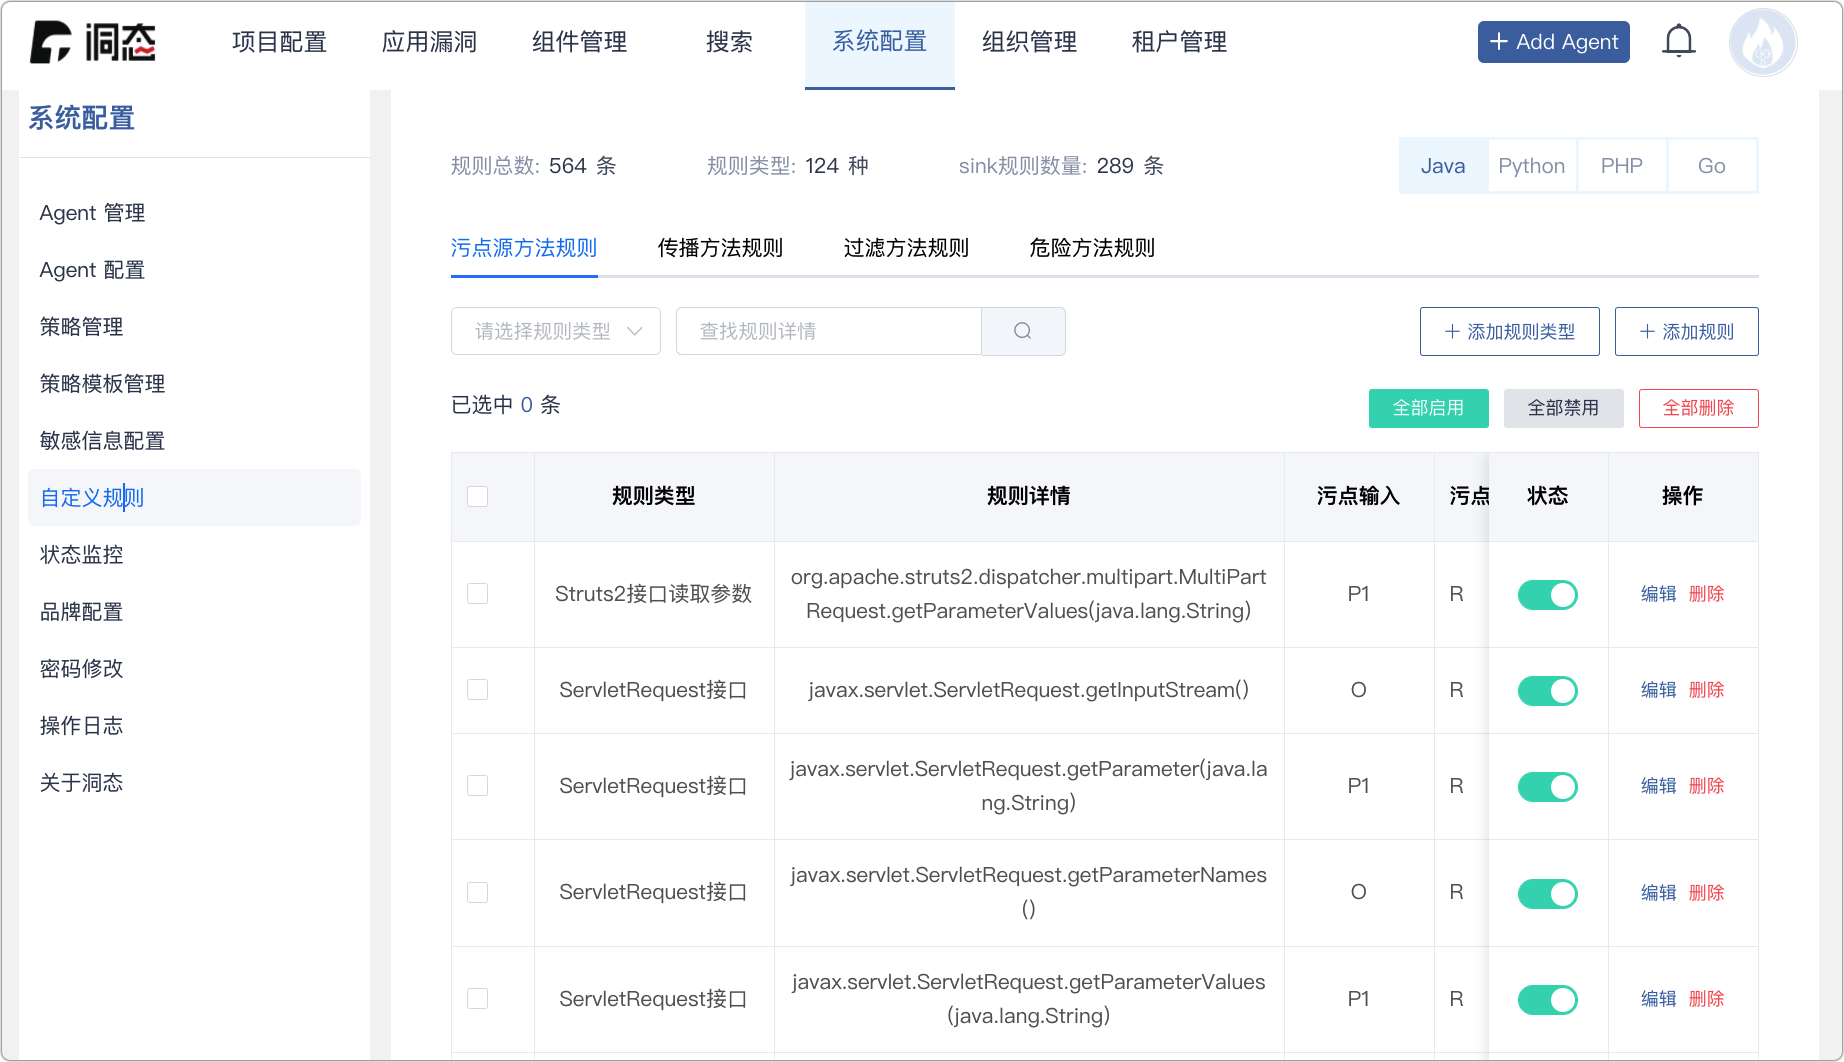 洞态
项目配置 应用漏洞 组件管理 搜索 系统配置 组织管理 租户管理 + Add Agent
系统配置
Agent 管理
Agent 配置
策略管理
策略模板管理
敏感信息配置
自定义规则
状态监控
品牌配置
密码修改
操作日志
关于洞态
规则总数: 564 条 规则类型: 124 种 sink规则数量: 289 条 Java Python PHP Go
污点源方法规则 传播方法规则 过滤方法规则 危险方法规则
请选择规则类型 查找规则详情 + 添加规则类型 + 添加规则
已选中 0 条 全部启用 全部禁用 全部删除
规则类型 规则详情 污点输入 污点 状态 操作
Struts2接口读取参数 org.apache.struts2.dispatcher.multipart.MultiPart P1 R 编辑 删除
Request.getParameterValues(java.lang.String)
ServletRequest接口 javax.servlet.ServletRequest.getInputStream() O R 编辑 删除
ServletRequest接口 javax.servlet.ServletRequest.getParameter(java.la P1 R 编辑 删除
ng.String)
ServletRequest接口 javax.servlet.ServletRequest.getParameterNames O R 编辑 删除
()
ServletRequest接口 javax.servlet.ServletRequest.getParameterValues P1 R 编辑 删除
(java.lang.String)